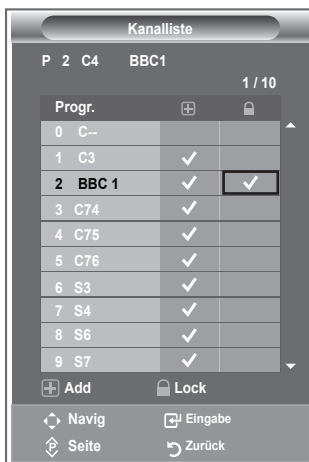 Kanalliste
P 2 C4 BBC1
1 / 10
Progr.
0 C--
1 C3
2 BBC 1
3 C74
4 C75
5 C76
6 S3
7 S4
8 S6
9 S7
Add Lock
Navig Eingabe
P Seite Zurück